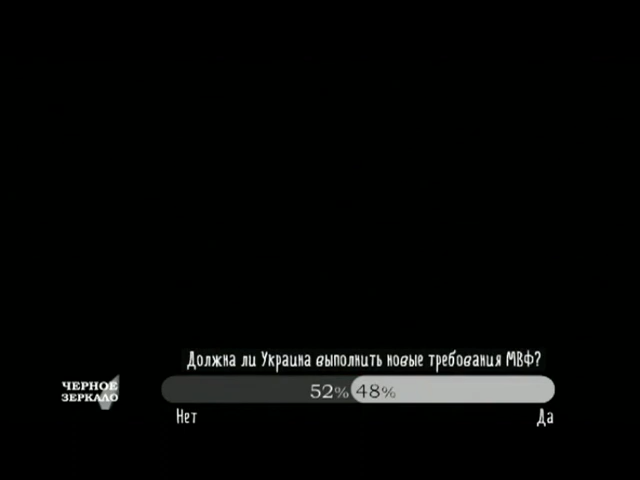 Должна ли Украина выполнить новые требования МВФ?
ЧЕРНОЕ
ЗЕРКАЛО
52% 48%
Нет
Да